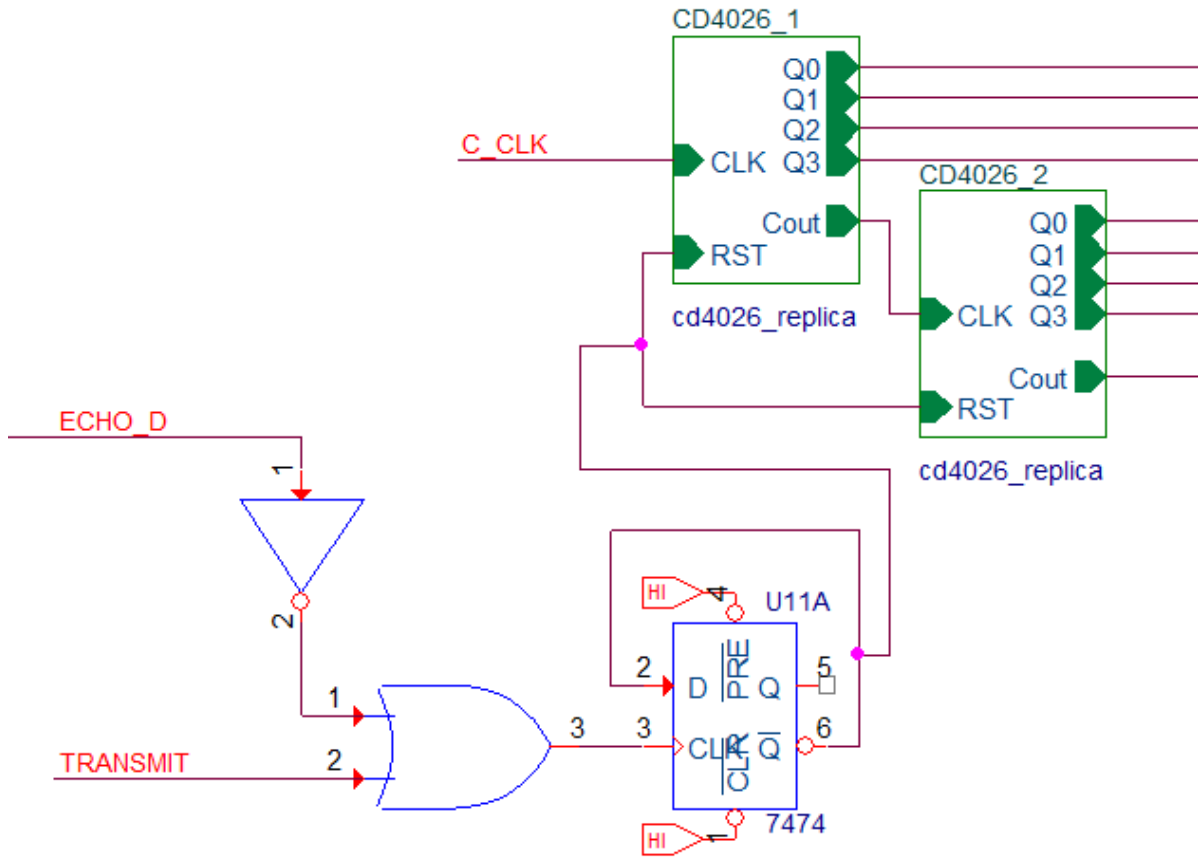 CD4026_1
Q0
Q1
C_CLK
Q2
CLK
Q3
CD4026_2
Cout
Q0
RST
Q1
Q2
cd4026_replica
CLK
Q3
Cout
ECHO_D
RST
1
cd4026_replica
HI
4
U11A
2
2
D
PRE
Q
5
1
3
3
CLK
CLR
Q
6
TRANSMIT
2
HI
1
7474